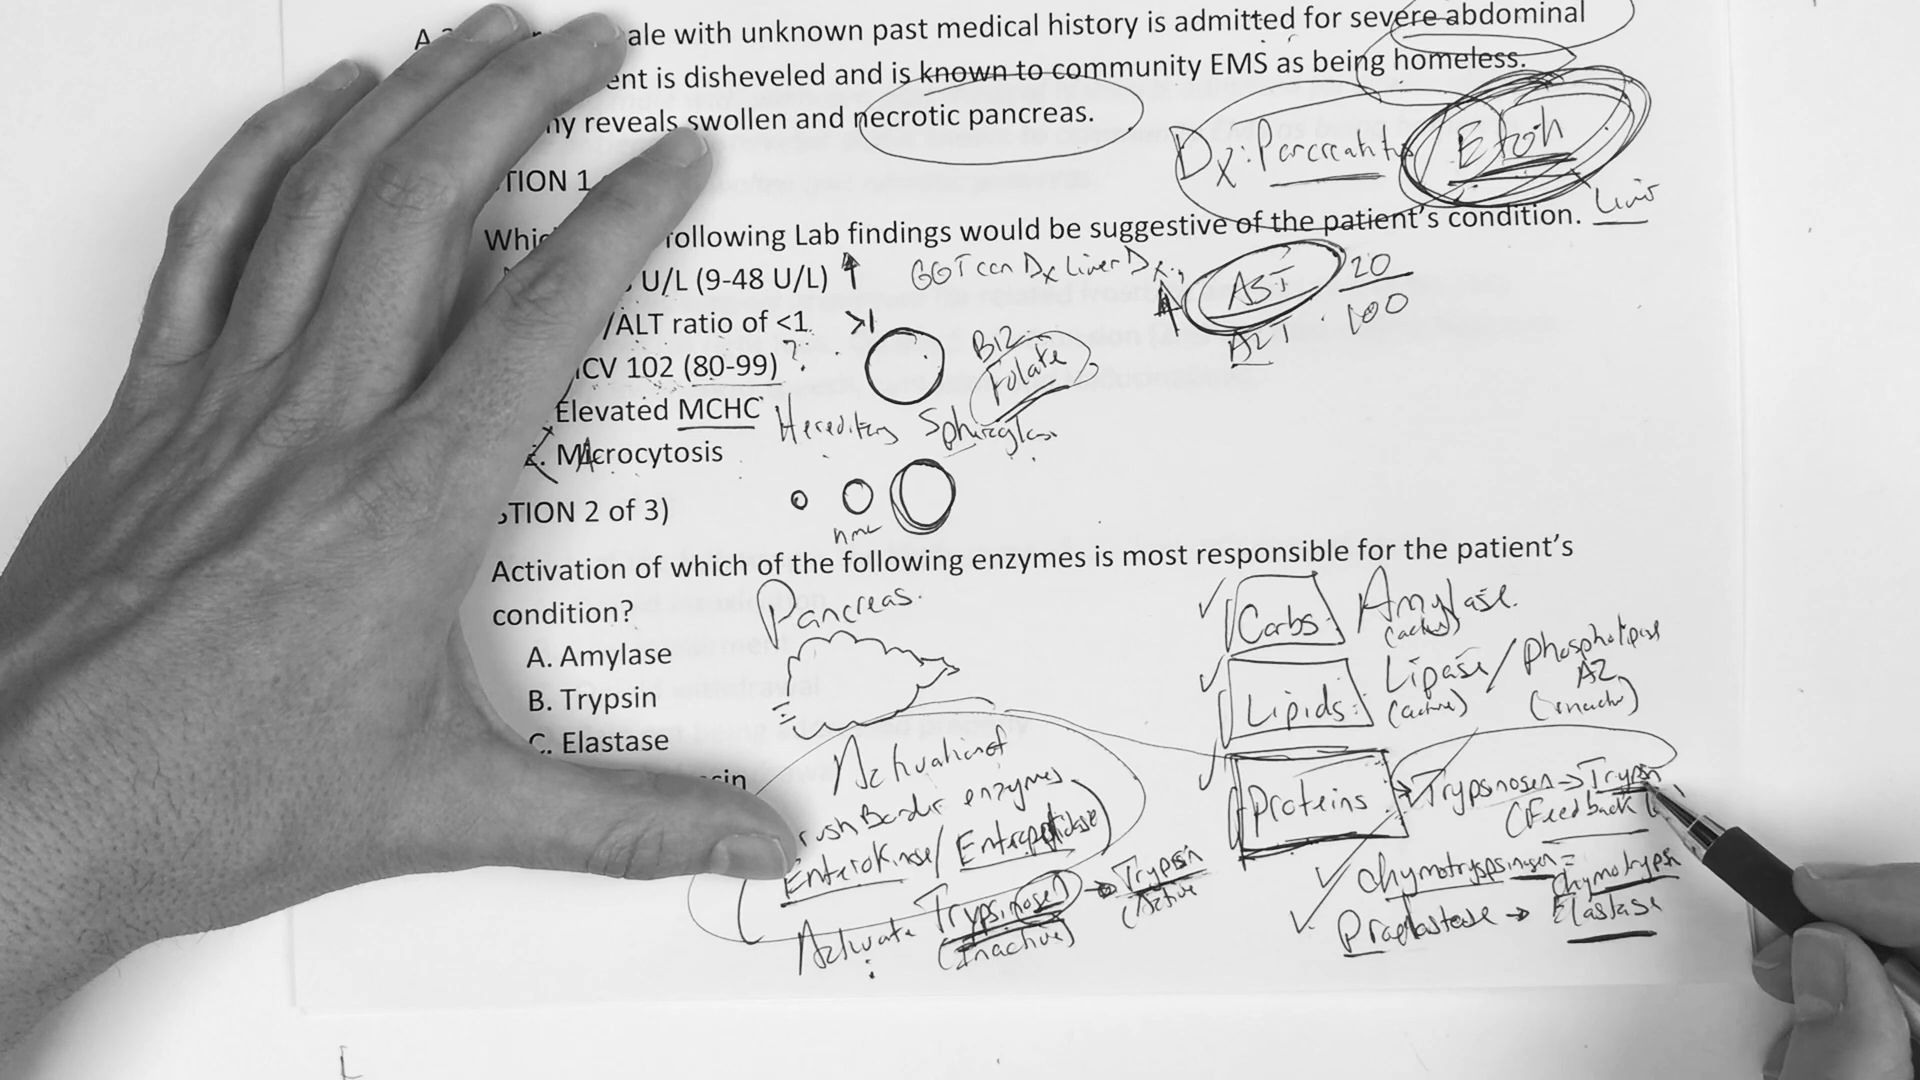 ale with unknown past medical history is admitted for severe abdominal
ent is disheveled and is known to community EMS as being homeless.
ny reveals swollen and necrotic pancreas.
Dx: Pancreatitis Etoh
TION 1
Liver
following Lab findings would be suggestive of the patient's condition.
U/L (9-48 U/L) ↑ GGT can Dx Liver Dx.,
↑ AST 20
ALT 100
/ALT ratio of <1 >1
CV 102 (80-99) ? B12
Folate
Elevated MCHC Hereditary
MAcrocytosis
TION 2 of 3)
Activation of which of the following enzymes is most responsible for the patient's
condition?
Pancreas.
A. Amylase
B. Trypsin
C. Elastase
sin
Carbs: Amylase.
(active)
Lipids: Lipase/Phospholipase
A2
(active) (inactive)
Proteins → Trypsinogen → Trypsin
(Feedback
Chymotrypsinogen =
Chymotrypsin
Proelastase → Elastase
Activation of
rush Border enzymes
Enterokinase/Enteropeptidase
Activate Trypsinogen → Trypsin
(Inactive) (Active